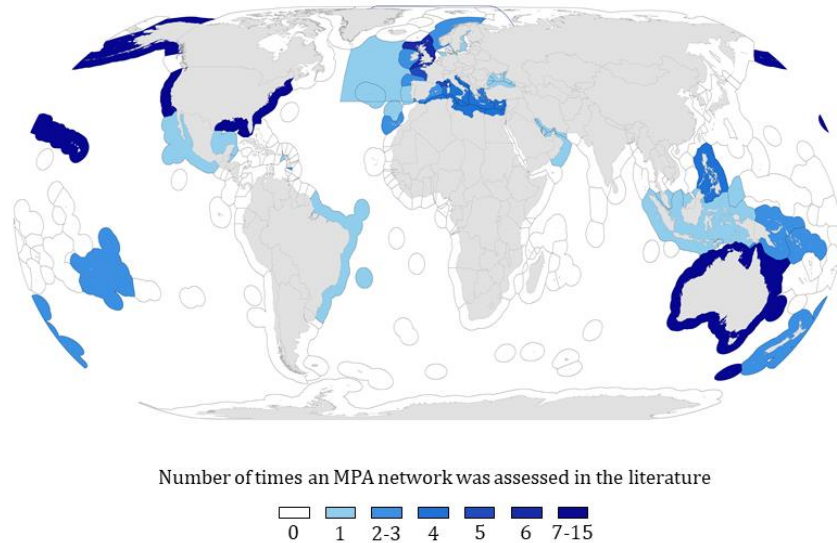 Number of times an MPA network was assessed in the literature
0 1 2-3 4 5 6 7-15